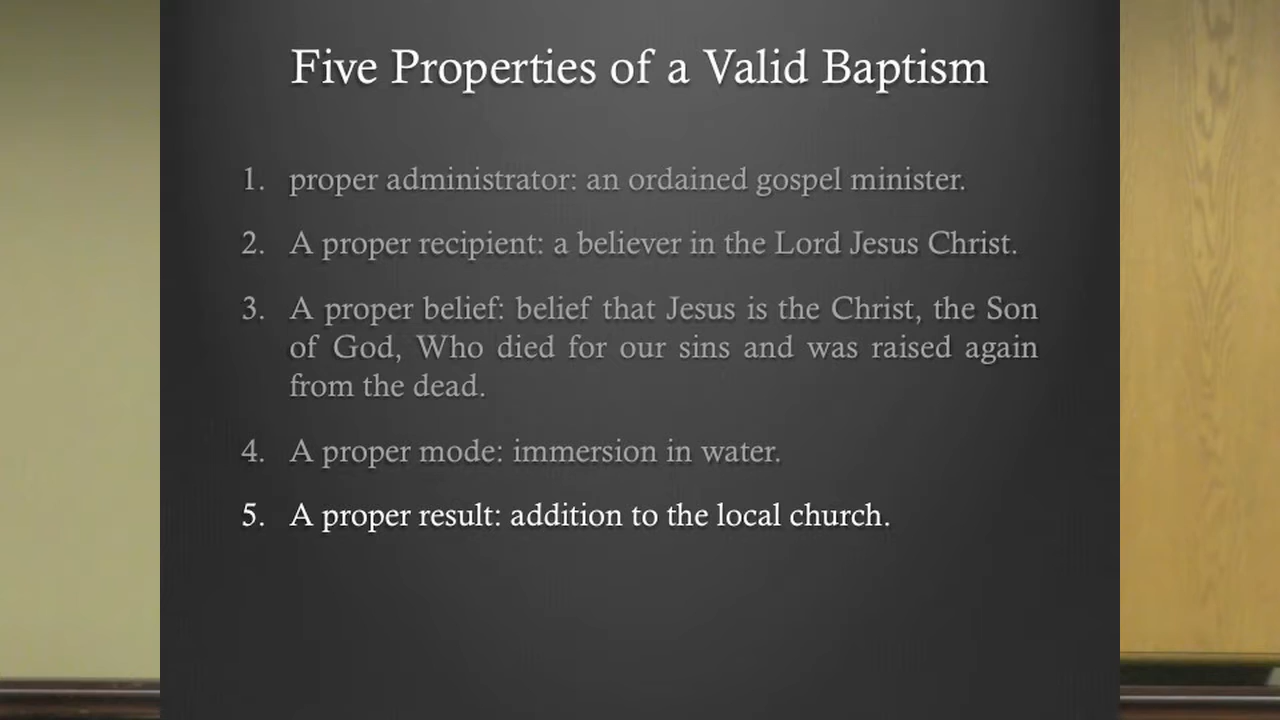 Five Properties of a Valid Baptism
1. proper administrator: an ordained gospel minister.
2. A proper recipient: a believer in the Lord Jesus Christ.
3. A proper belief: belief that Jesus is the Christ, the Son
of God, Who died for our sins and was raised again
from the dead.
4. A proper mode: immersion in water.
5. A proper result: addition to the local church.